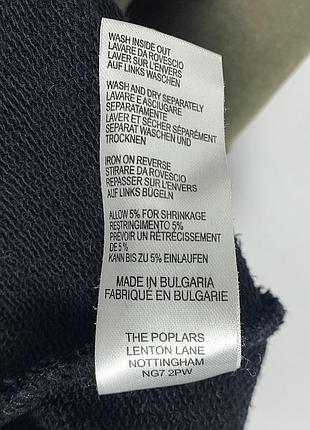 WASH INSIDE OUT
LAVARE DA ROVESCIO
LAVER SUR L'ENVERS
AUF LINKS WASCHEN
WASH AND DRY SEPARATELY
LAVARE E ASCIUGARE
SEPARATAMENTE
LAVER ET SÉCHER SÉPARÉMENT
SEPARAT WASCHEN UND
TROCKNEN
IRON ON REVERSE
STIRARE DA ROVESCIO
REPASSER SUR L'ENVERS
AUF LINKS BÜGELN
ALLOW 5% FOR SHRINKAGE
RESTRINGIMENTO 5%
PRÉVOIR UN RÉTRÉCISSEMENT
DE 5%
KANN BIS ZU 5% EINLAUFEN
MADE IN BULGARIA
FABRIQUÉ EN BULGARIE
THE POPLARS
LENTON LANE
NOTTINGHAM
NG7 2PW